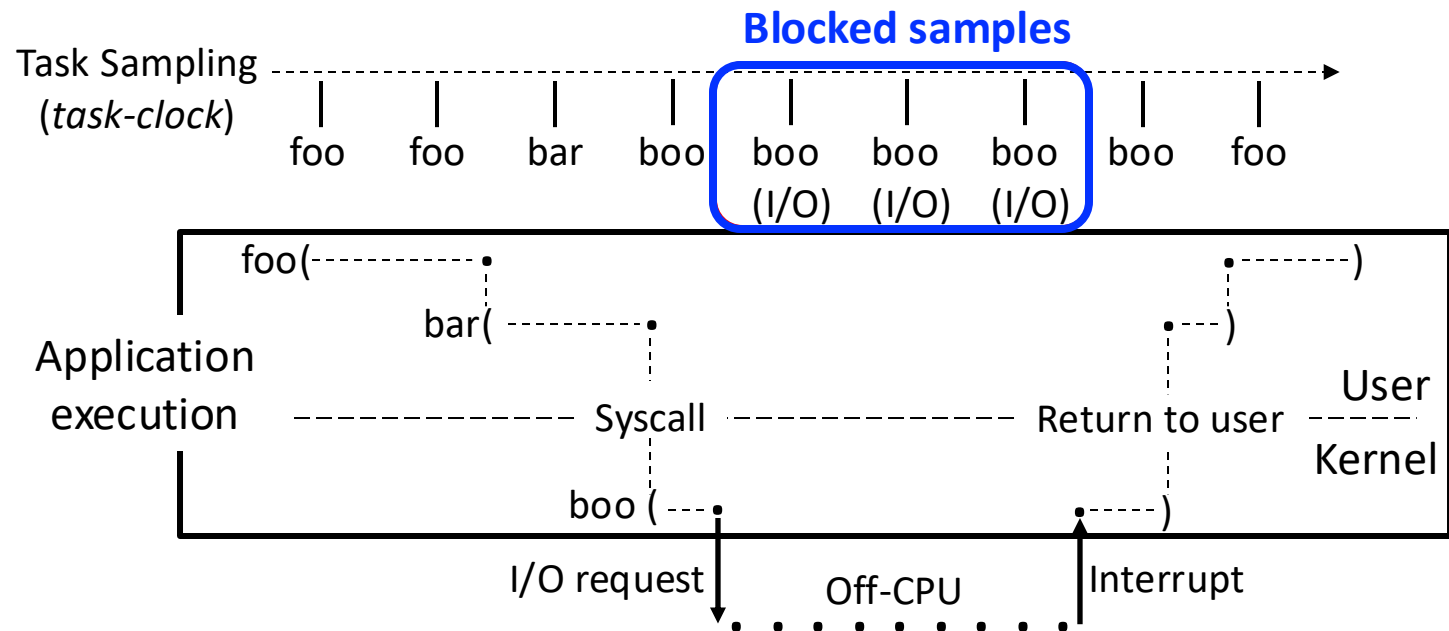 Blocked samples
Task Sampling
(task-clock)
foo foo bar boo boo boo boo boo foo
(I/O) (I/O) (I/O)
foo( )
bar( )
Application
execution
User
Syscall Return to user
Kernel
boo ( )
I/O request Off-CPU Interrupt